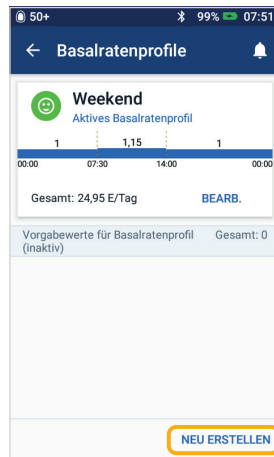 50+ 99% 07:51
Basalratenprofile
Weekend
Aktives Basalratenprofil
1 1,15 1
00:00 07:30 14:00 00:00
Gesamt: 24,95 E/Tag BEARB.
Vorgabewerte für Basalratenprofil Gesamt: 0
(inaktiv)
NEU ERSTELLEN